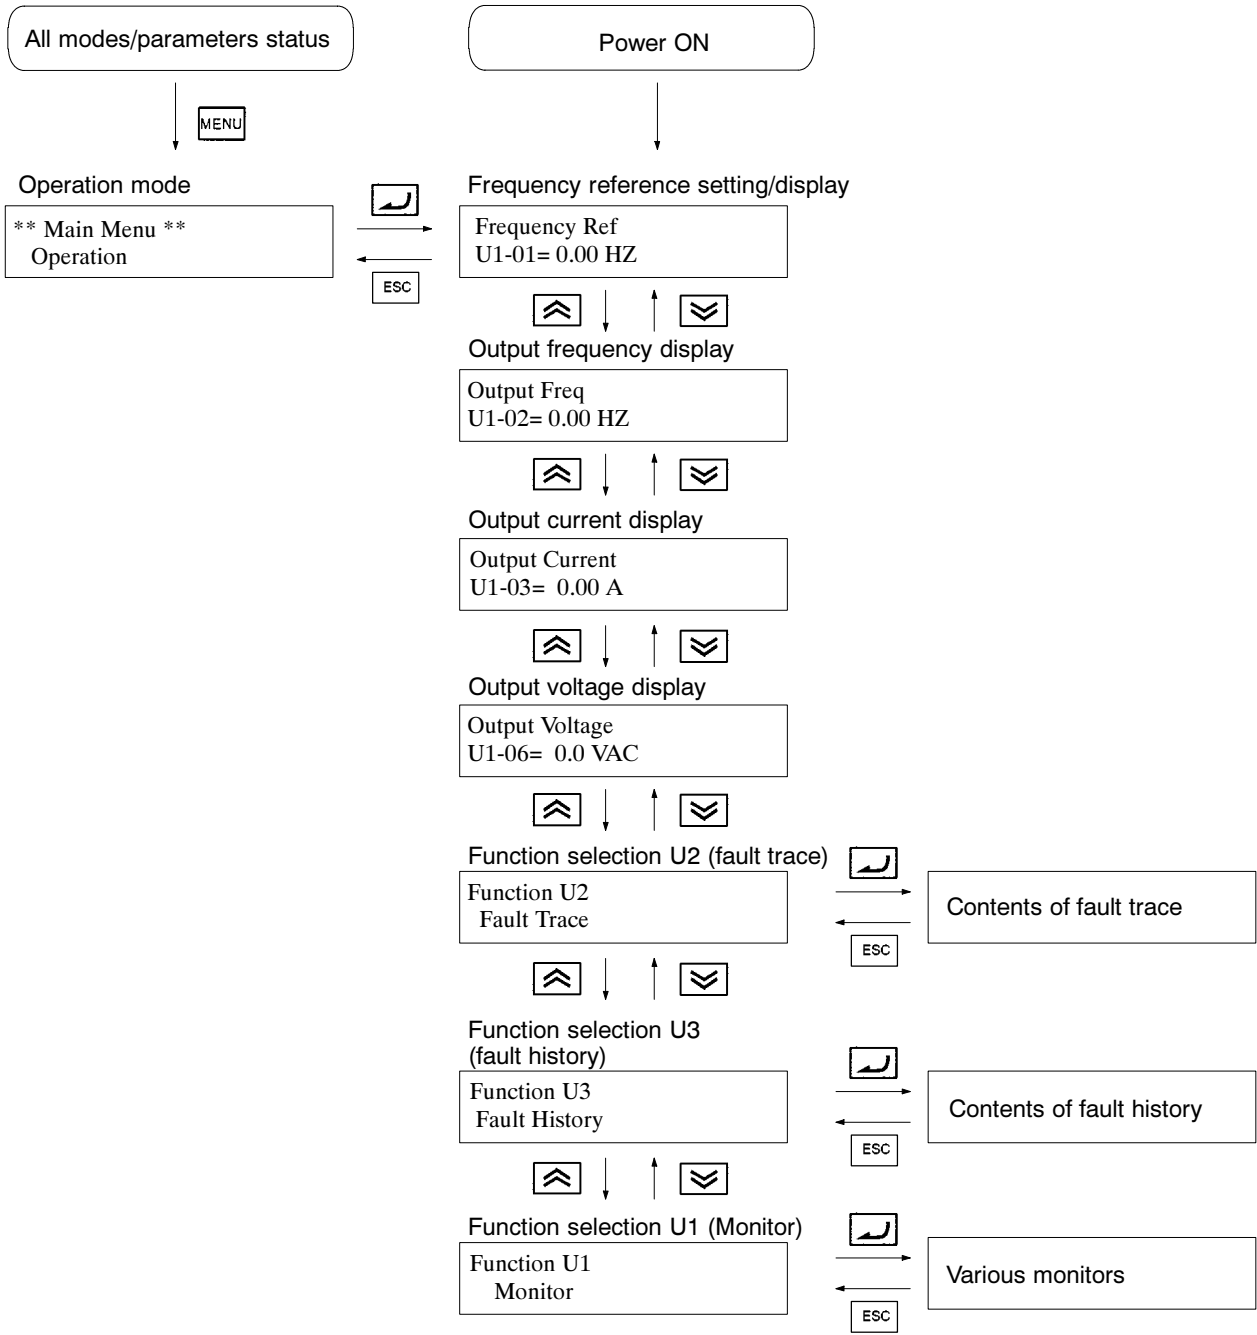 All modes/parameters status
Power ON
MENU
Operation mode
Frequency reference setting/display
** Main Menu **
Operation
Frequency Ref
U1-01= 0.00 HZ
ESC
Output frequency display
Output Freq
U1-02= 0.00 HZ
Output current display
Output Current
U1-03= 0.00 A
Output voltage display
Output Voltage
U1-06= 0.0 VAC
Function selection U2 (fault trace)
Function U2
Fault Trace
Contents of fault trace
ESC
Function selection U3
(fault history)
Function U3
Fault History
Contents of fault history
ESC
Function selection U1 (Monitor)
Function U1
Monitor
Various monitors
ESC